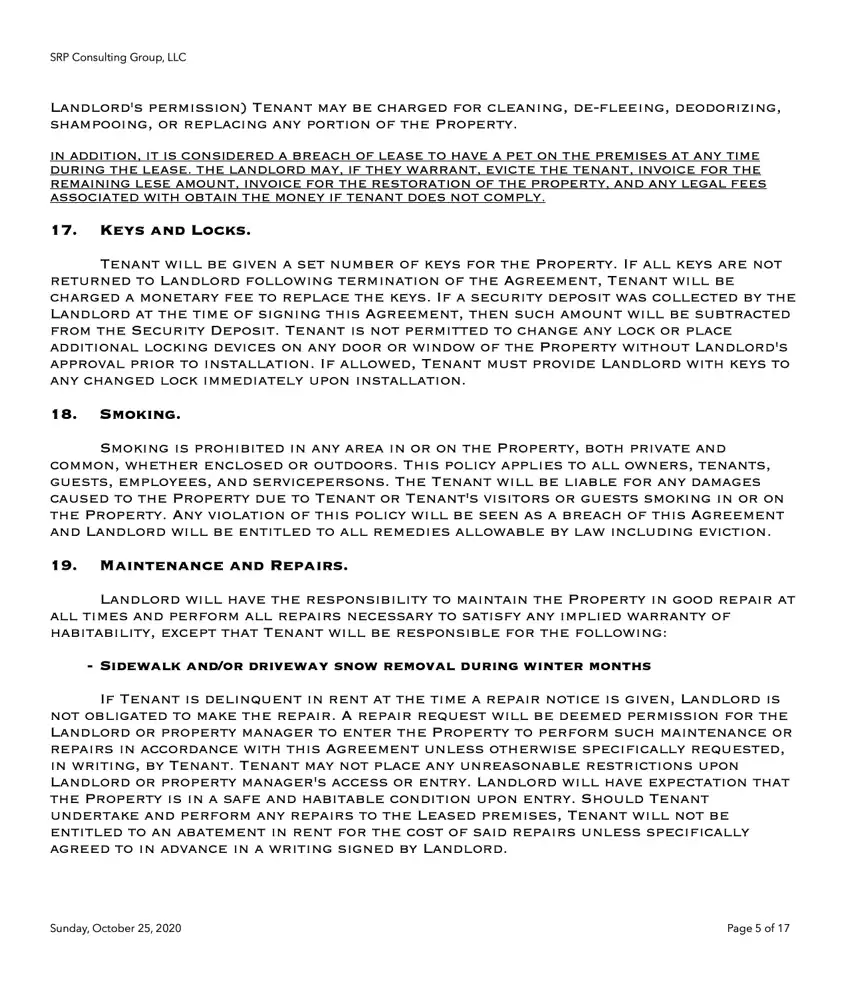 SRP Consulting Group, LLC
Landlord's permission) Tenant may be charged for cleaning, de-fleeing, deodorizing,
shampooing, or replacing any portion of the Property.
IN ADDITION, IT IS CONSIDERED A BREACH OF LEASE TO HAVE A PET ON THE PREMISES AT ANY TIME
DURING THE LEASE. THE LANDLORD MAY, IF THEY WARRANT, EVICTE THE TENANT, INVOICE FOR THE
REMAINING LESE AMOUNT, INVOICE FOR THE RESTORATION OF THE PROPERTY, AND ANY LEGAL FEES
ASSOCIATED WITH OBTAIN THE MONEY IF TENANT DOES NOT COMPLY.
17. Keys and Locks.
Tenant will be given a set number of keys for the Property. If all keys are not
returned to Landlord following termination of the Agreement, Tenant will be
charged a monetary fee to replace the keys. If a security deposit was collected by the
Landlord at the time of signing this Agreement, then such amount will be subtracted
from the Security Deposit. Tenant is not permitted to change any lock or place
additional locking devices on any door or window of the Property without Landlord's
approval prior to installation. If allowed, Tenant must provide Landlord with keys to
any changed lock immediately upon installation.
18. Smoking.
Smoking is prohibited in any area in or on the Property, both private and
common, whether enclosed or outdoors. This policy applies to all owners, tenants,
guests, employees, and servicepersons. The Tenant will be liable for any damages
caused to the Property due to Tenant or Tenant's visitors or guests smoking in or on
the Property. Any violation of this policy will be seen as a breach of this Agreement
and Landlord will be entitled to all remedies allowable by law including eviction.
19. Maintenance and Repairs.
Landlord will have the responsibility to maintain the Property in good repair at
all times and perform all repairs necessary to satisfy any implied warranty of
habitability, except that Tenant will be responsible for the following:
- Sidewalk and/or driveway snow removal during winter months
If Tenant is delinquent in rent at the time a repair notice is given, Landlord is
not obligated to make the repair. A repair request will be deemed permission for the
Landlord or property manager to enter the Property to perform such maintenance or
repairs in accordance with this Agreement unless otherwise specifically requested,
in writing, by Tenant. Tenant may not place any unreasonable restrictions upon
Landlord or property manager's access or entry. Landlord will have expectation that
the Property is in a safe and habitable condition upon entry. Should Tenant
undertake and perform any repairs to the Leased premises, Tenant will not be
entitled to an abatement in rent for the cost of said repairs unless specifically
agreed to in advance in a writing signed by Landlord.
Sunday, October 25, 2020
Page 5 of 17